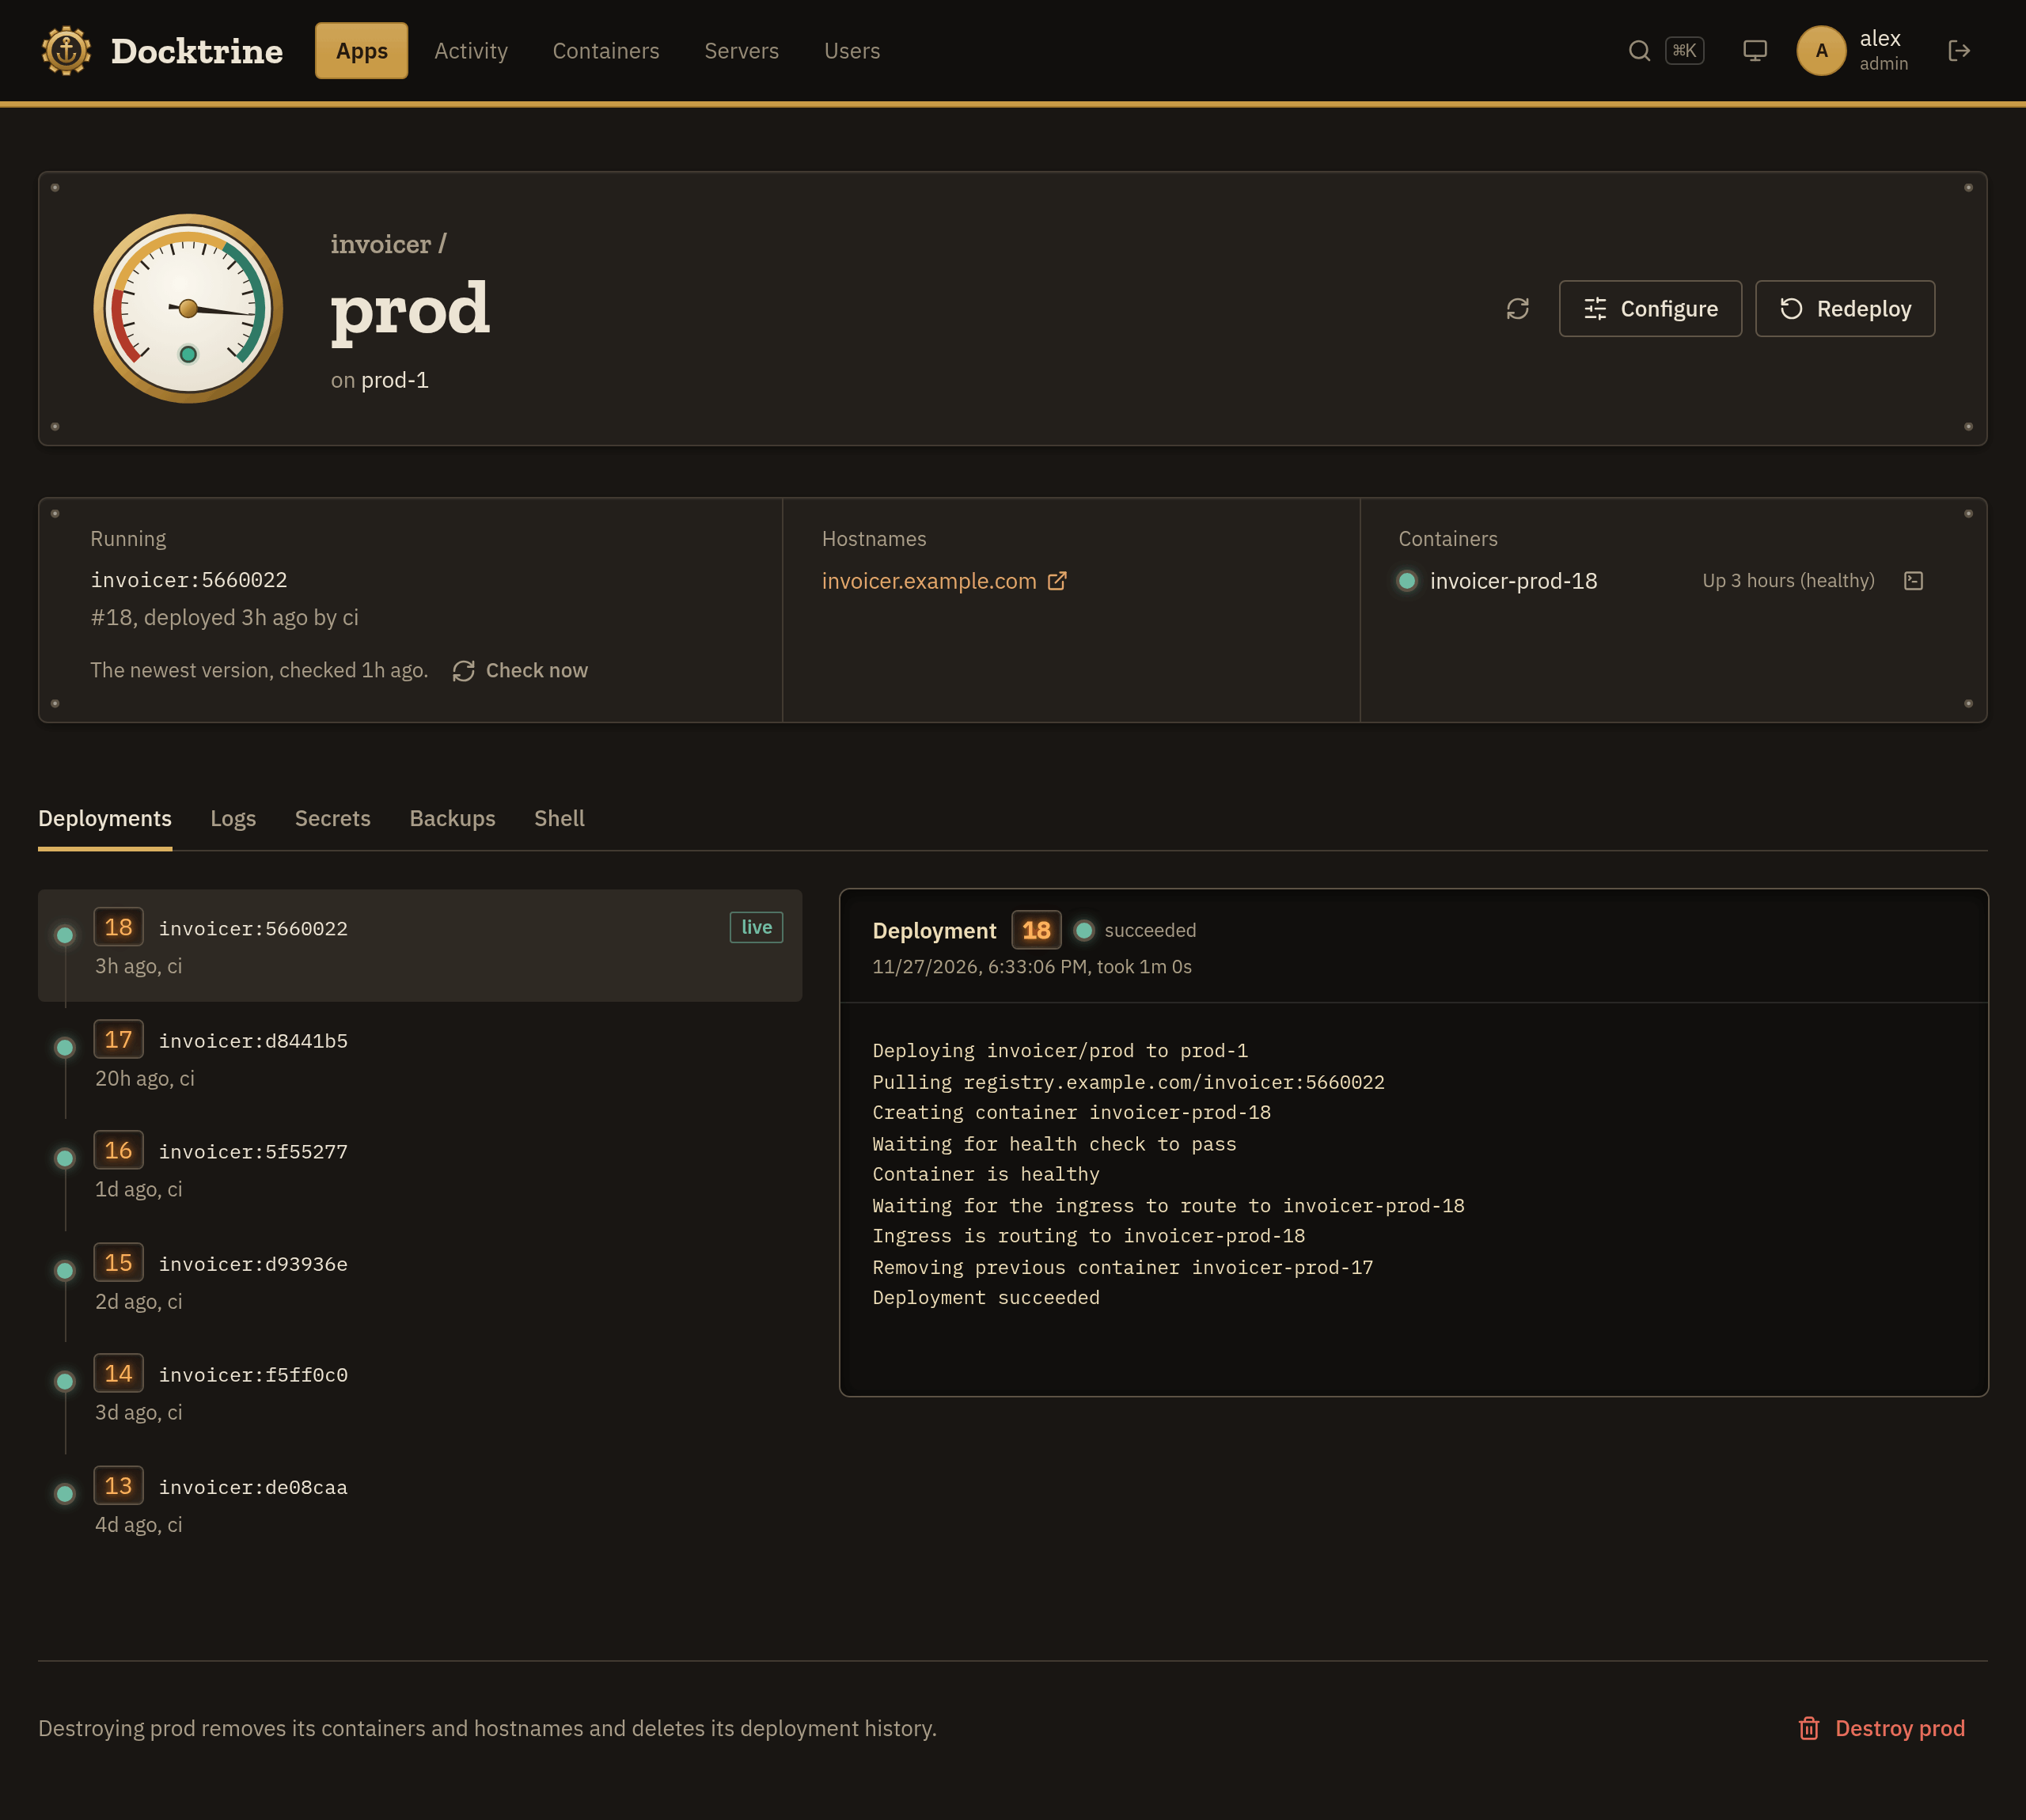 Docktrine
Apps
Activity
Containers
Servers
Users
⌘K
A
alex
admin
invoicer /
prod
on prod-1
Configure
Redeploy
Running
invoicer:5660022
#18, deployed 3h ago by ci
The newest version, checked 1h ago.
Check now
Hostnames
invoicer.example.com
Containers
invoicer-prod-18
Up 3 hours (healthy)
Deployments
Logs
Secrets
Backups
Shell
18 invoicer:5660022
live
3h ago, ci
17 invoicer:d8441b5
20h ago, ci
16 invoicer:5f55277
1d ago, ci
15 invoicer:d93936e
2d ago, ci
14 invoicer:f5ff0c0
3d ago, ci
13 invoicer:de08caa
4d ago, ci
Deployment 18 succeeded
11/27/2026, 6:33:06 PM, took 1m 0s
Deploying invoicer/prod to prod-1
Pulling registry.example.com/invoicer:5660022
Creating container invoicer-prod-18
Waiting for health check to pass
Container is healthy
Waiting for the ingress to route to invoicer-prod-18
Ingress is routing to invoicer-prod-18
Removing previous container invoicer-prod-17
Deployment succeeded
Destroying prod removes its containers and hostnames and deletes its deployment history.
Destroy prod